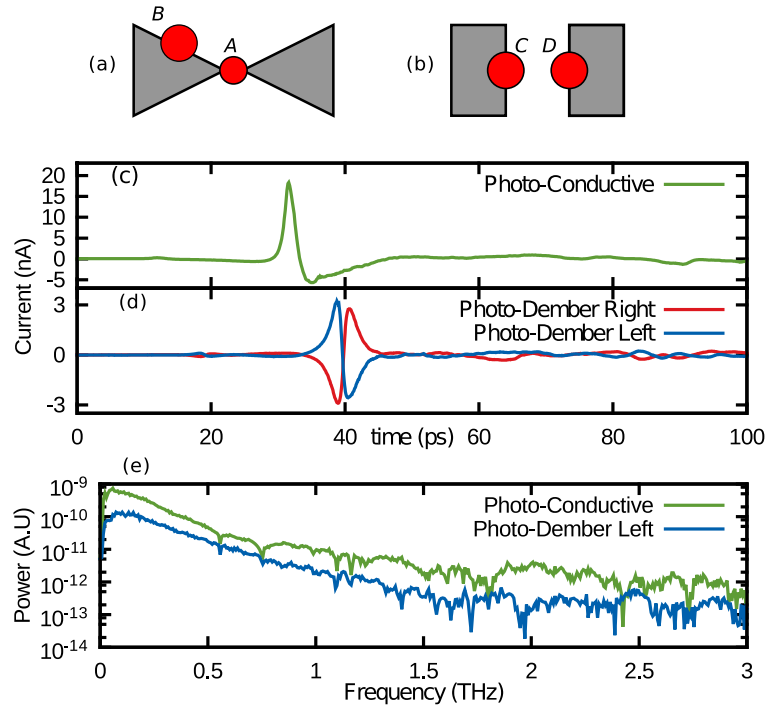 B
A
(a)
(b)
C D
(c)
Photo-Conductive
20
15
10
5
0
-5
Current (nA)
(d)
Photo-Dember Right
Photo-Dember Left
3
0
-3
0 20 40 time (ps) 60 80 100
(e)
Photo-Conductive
Photo-Dember Left
10^-9
10^-10
10^-11
10^-12
10^-13
10^-14
Power (A.U)
0 0.5 1 1.5 2 2.5 3
Frequency (THz)